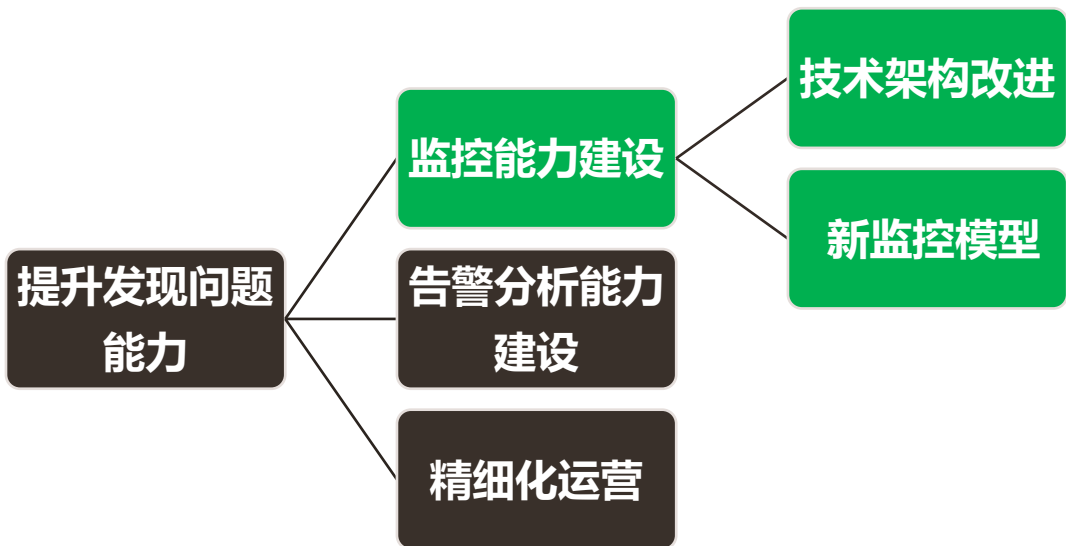 技术架构改进
监控能力建设
新监控模型
提升发现问题
能力
告警分析能力
建设
精细化运营